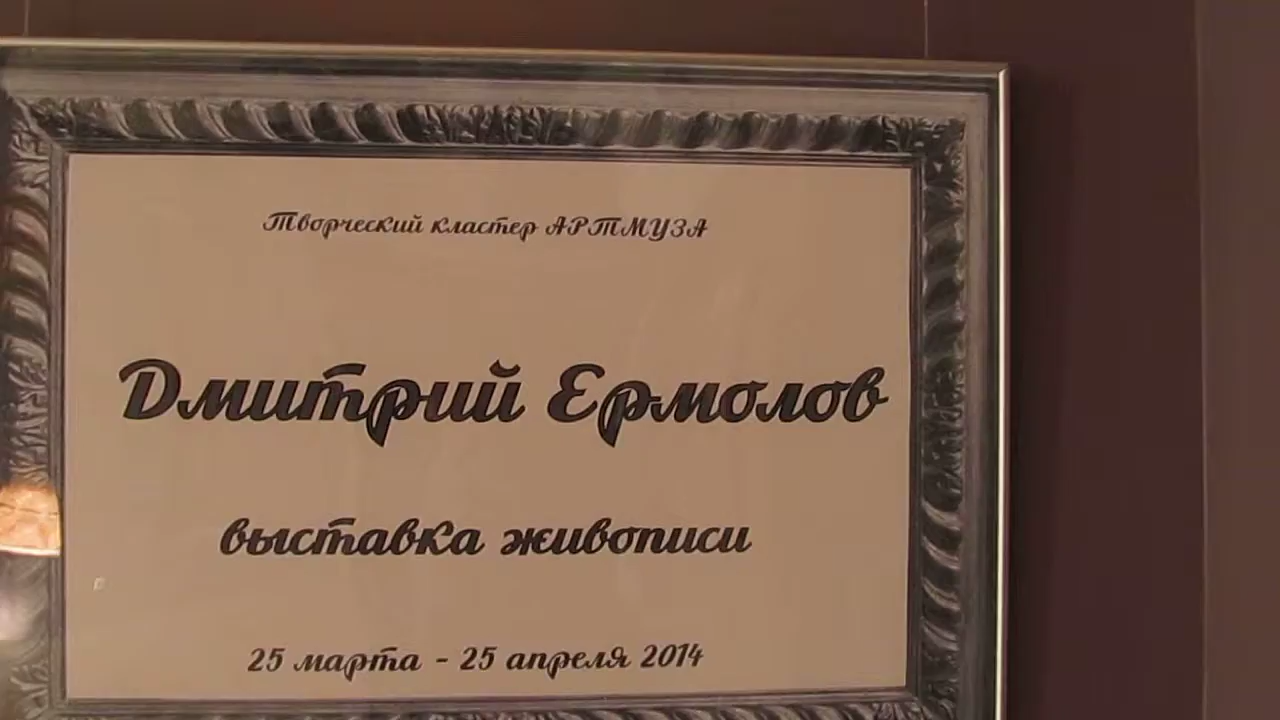 Творческий кластер АРТМУЗА
Дмитрий Ермолов
выставка живописи
25 марта - 25 апреля 2014